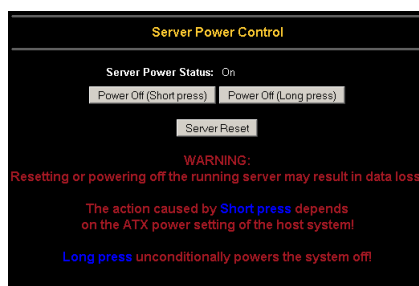 Server Power Control
Server Power Status: On
Power Off (Short press) Power Off (Long press)
Server Reset
WARNING:
Resetting or powering off the running server may result in data loss
The action caused by Short press depends
on the ATX power setting of the host system!
Long press unconditionally powers the system off!